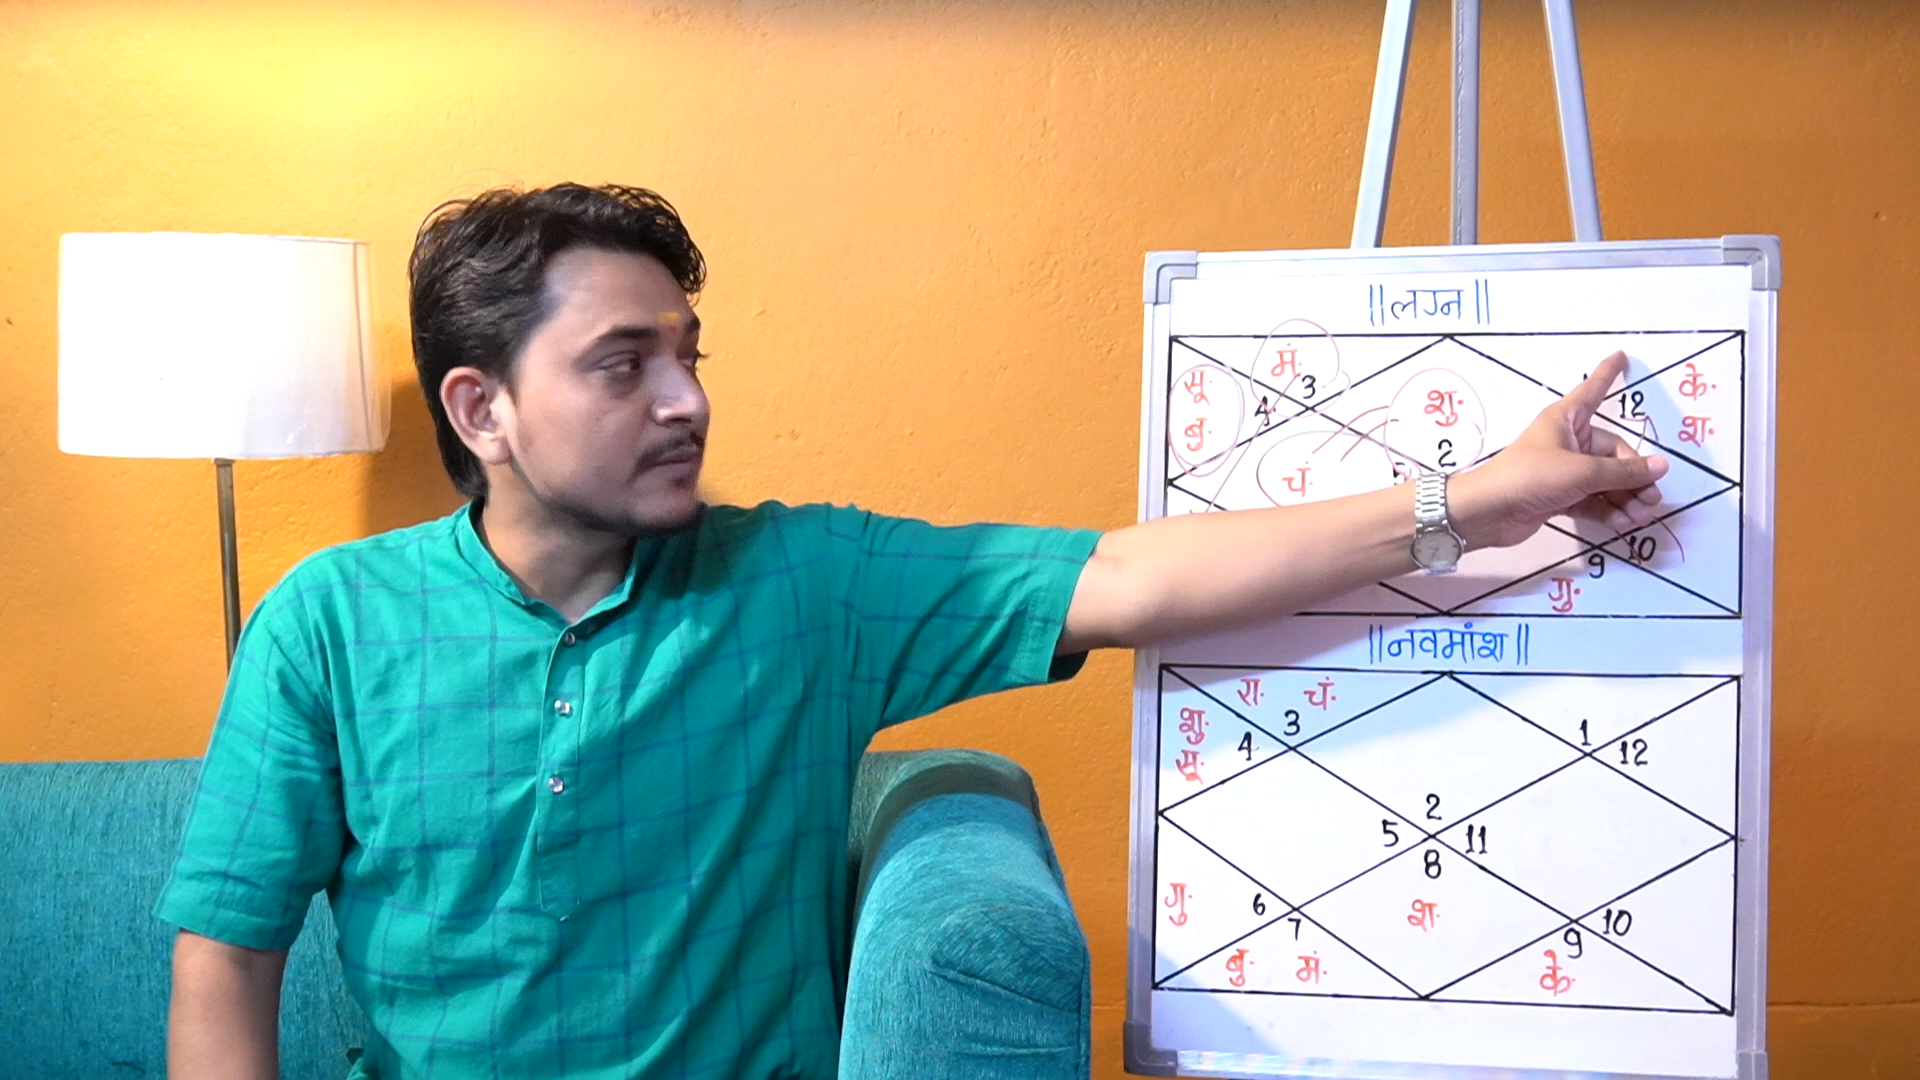 ||लग्न||
मं.
सू.
3
के.
शु.
4
12
बु.
श.
2
चं.
10
9
गु.
||नवमांश||
रा. चं.
शु.
3
1
4
12
सू.
2
5 11
8
गु.
6
श.
10
7
9
बु. मं.
के.